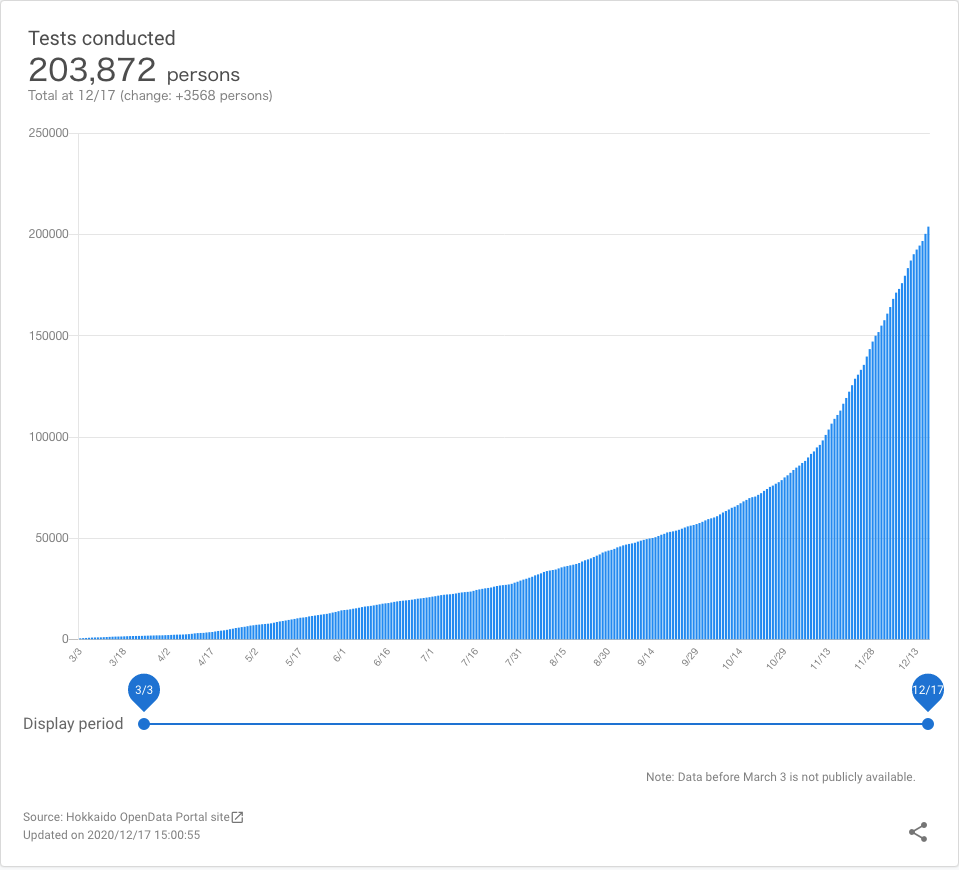 Tests conducted
203,872 persons
Total at 12/17 (change: +3568 persons)
250000
200000
150000
100000
50000
0
3/3 3/18 4/2 4/17 5/2 5/17 6/1 6/16 7/1 7/16 7/31 8/15 8/30 9/14 9/29 10/14 10/29 11/13 11/28 12/13
3/3 12/17
Display period
Note: Data before March 3 is not publicly available.
Source: Hokkaido OpenData Portal site
Updated on 2020/12/17 15:00:55